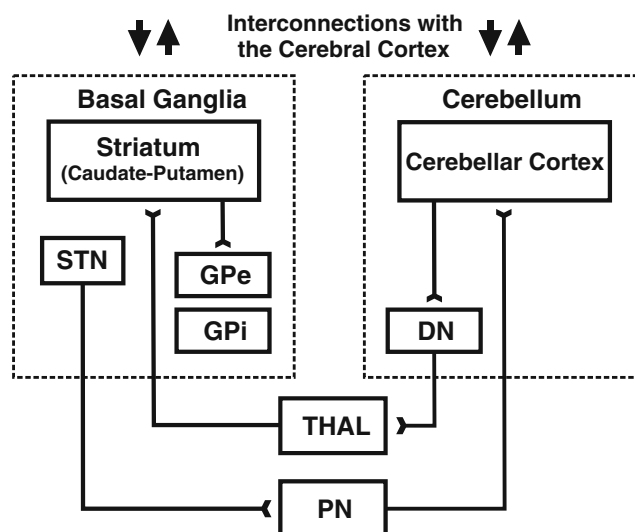 Interconnections with
the Cerebral Cortex
Basal Ganglia
Striatum
(Caudate-Putamen)
STN
GPe
GPi
Cerebellum
Cerebellar Cortex
DN
THAL
PN